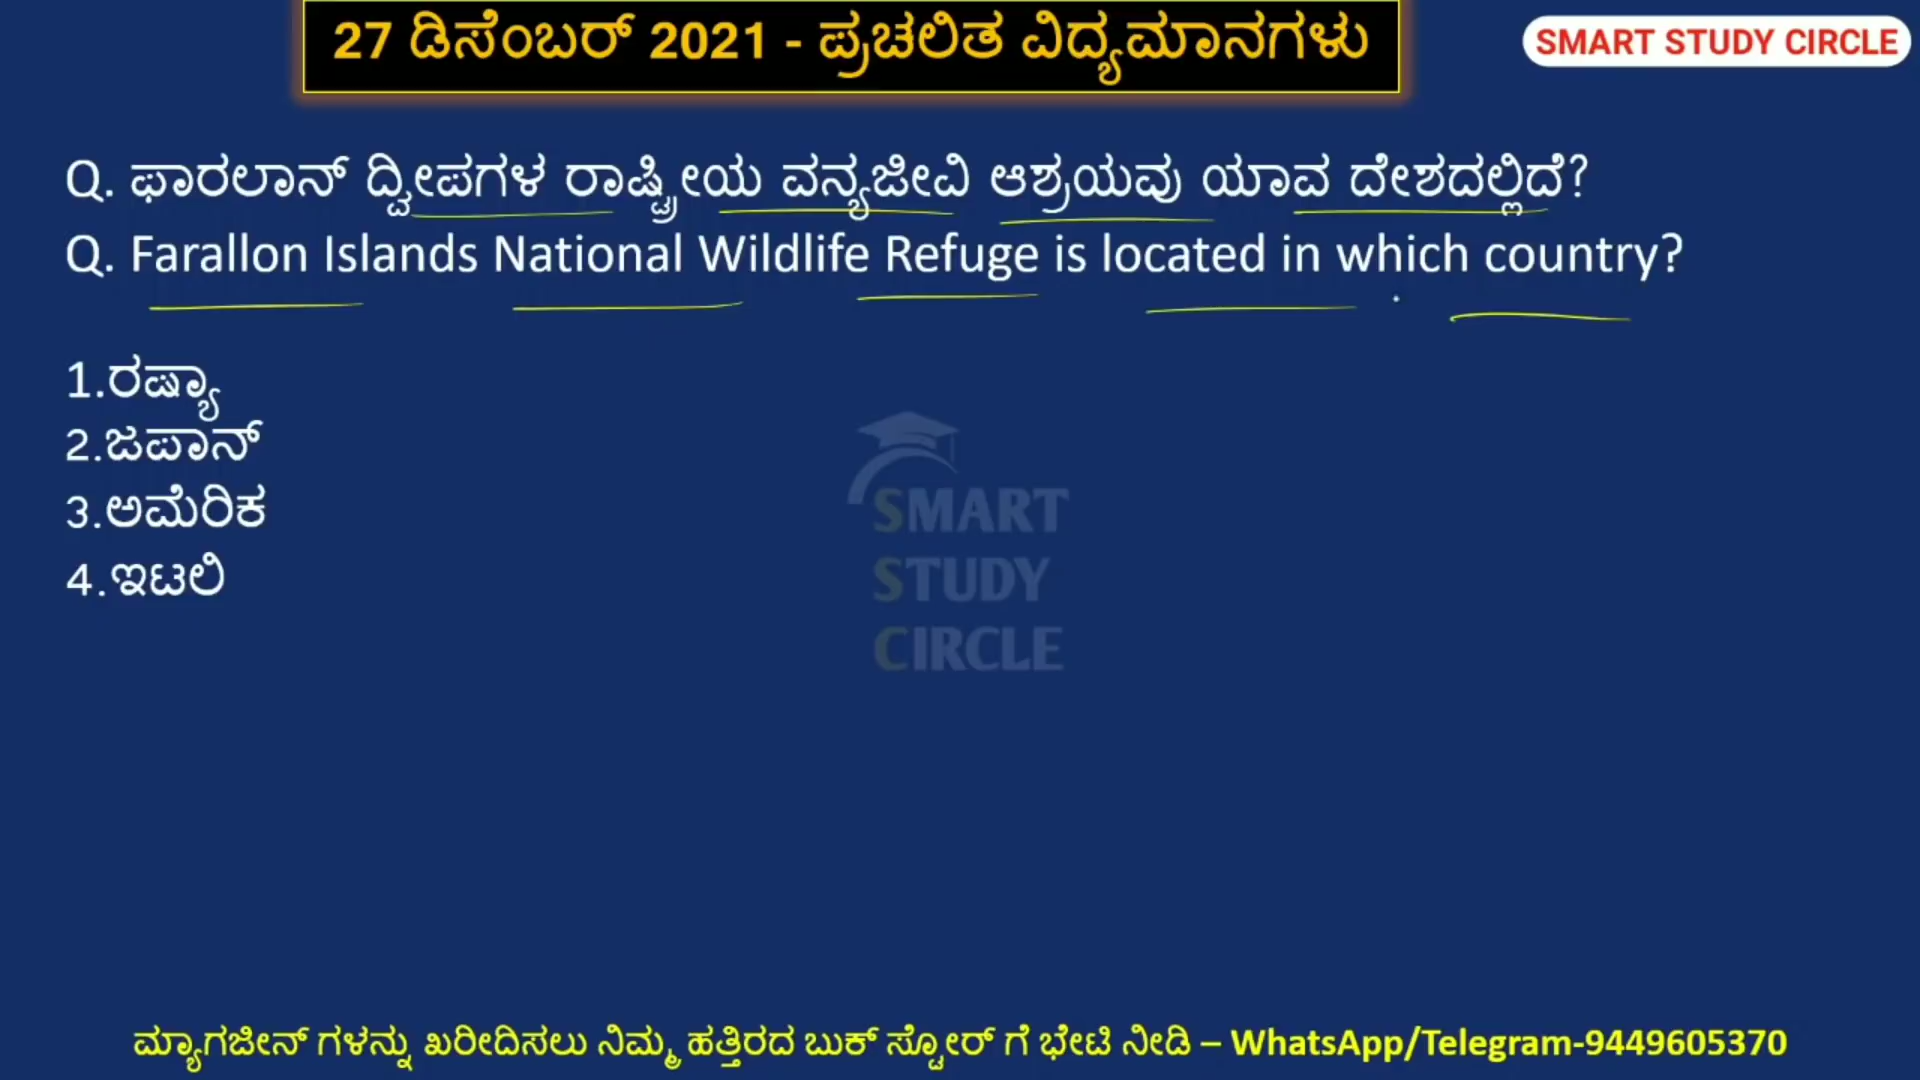 27 ಡಿಸೆಂಬರ್ 2021 - ಪ್ರಚಲಿತ ವಿದ್ಯಮಾನಗಳು
SMART STUDY CIRCLE
Q. ಫಾರಲಾನ್ ದ್ವೀಪಗಳ ರಾಷ್ಟ್ರೀಯ ವನ್ಯಜೀವಿ ಆಶ್ರಯವು ಯಾವ ದೇಶದಲ್ಲಿದೆ?
Q. Farallon Islands National Wildlife Refuge is located in which country?
1.ರಷ್ಯಾ
2.ಜಪಾನ್
3.ಅಮೆರಿಕ
4.ಇಟಲಿ
SMART
STUDY
CIRCLE
ಮ್ಯಾಗಜೀನ್ ಗಳನ್ನು ಖರೀದಿಸಲು ನಿಮ್ಮ ಹತ್ತಿರದ ಬುಕ್ ಸ್ಟೋರ್ ಗೆ ಭೇಟಿ ನೀಡಿ – WhatsApp/Telegram-9449605370